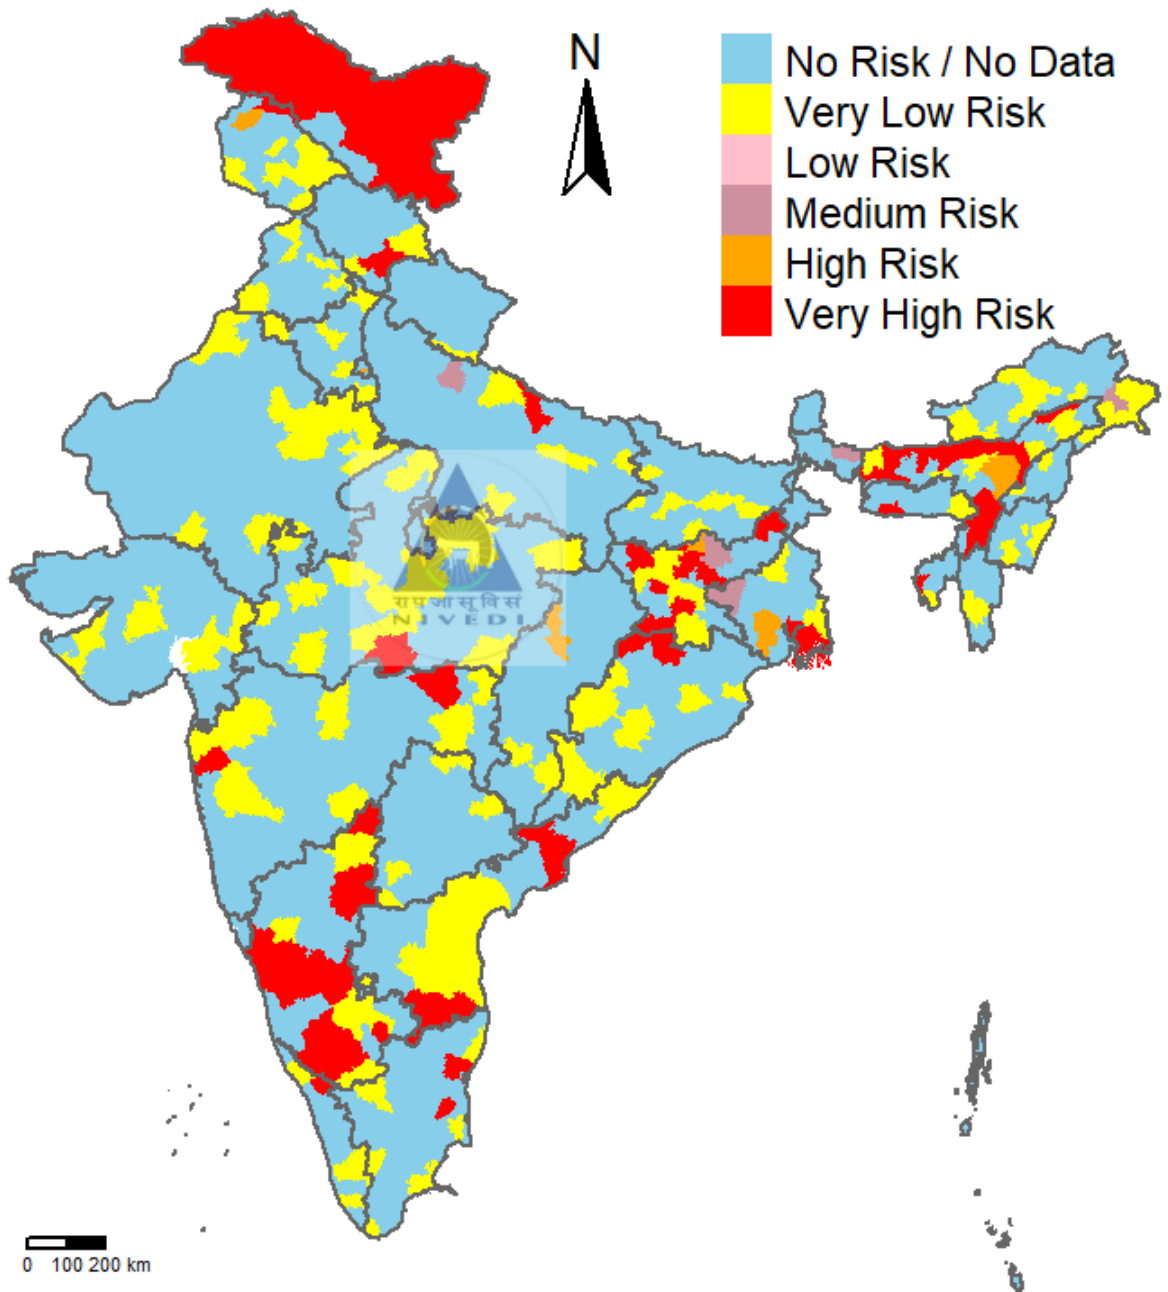 N
No Risk / No Data
Very Low Risk
Low Risk
Medium Risk
High Risk
Very High Risk
राप जा सू वि सं
NIVEDI
0 100 200 km